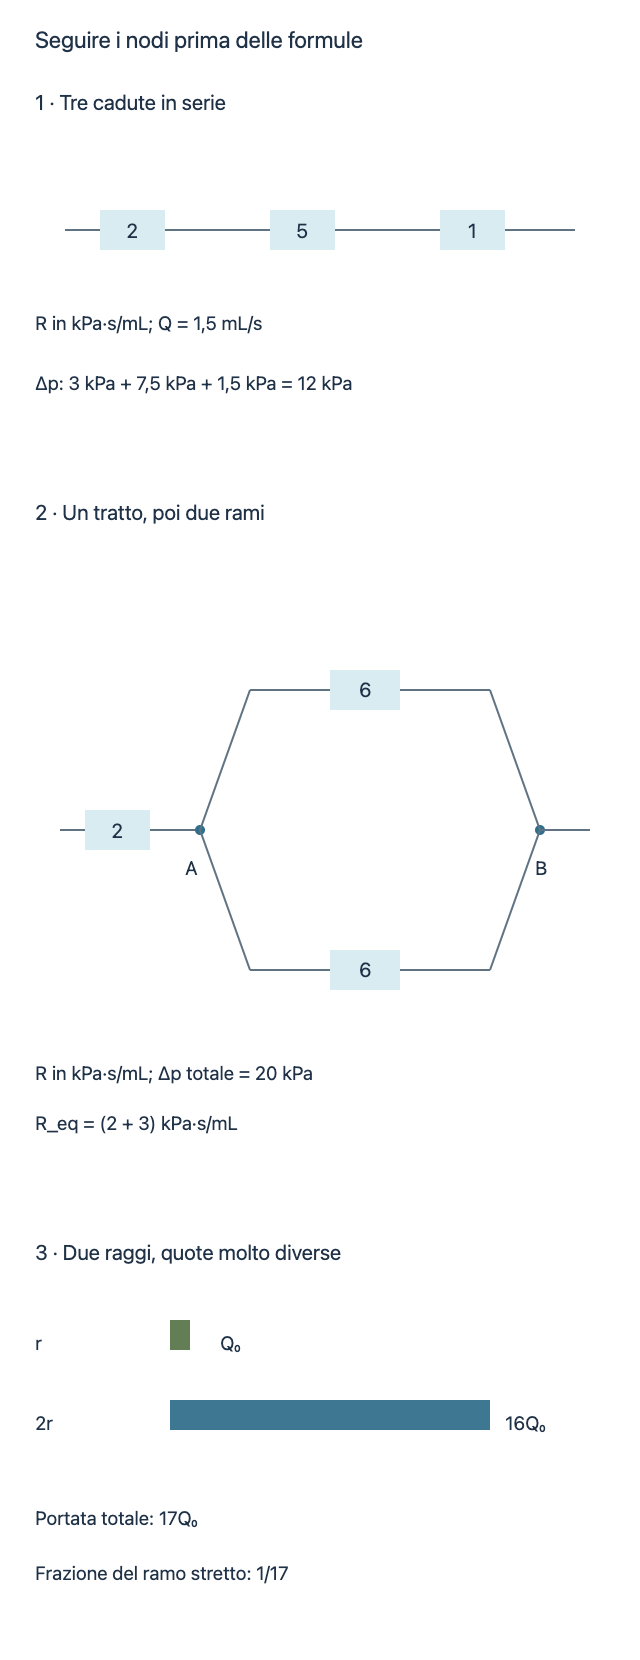 Seguire i nodi prima delle formule
1 · Tre cadute in serie
2 5 1
R in kPa·s/mL; Q = 1,5 mL/s
Δp: 3 kPa + 7,5 kPa + 1,5 kPa = 12 kPa
2 · Un tratto, poi due rami
6
2
A B
6
R in kPa·s/mL; Δp totale = 20 kPa
R_eq = (2 + 3) kPa·s/mL
3 · Due raggi, quote molto diverse
r Q₀
2r 16Q₀
Portata totale: 17Q₀
Frazione del ramo stretto: 1/17